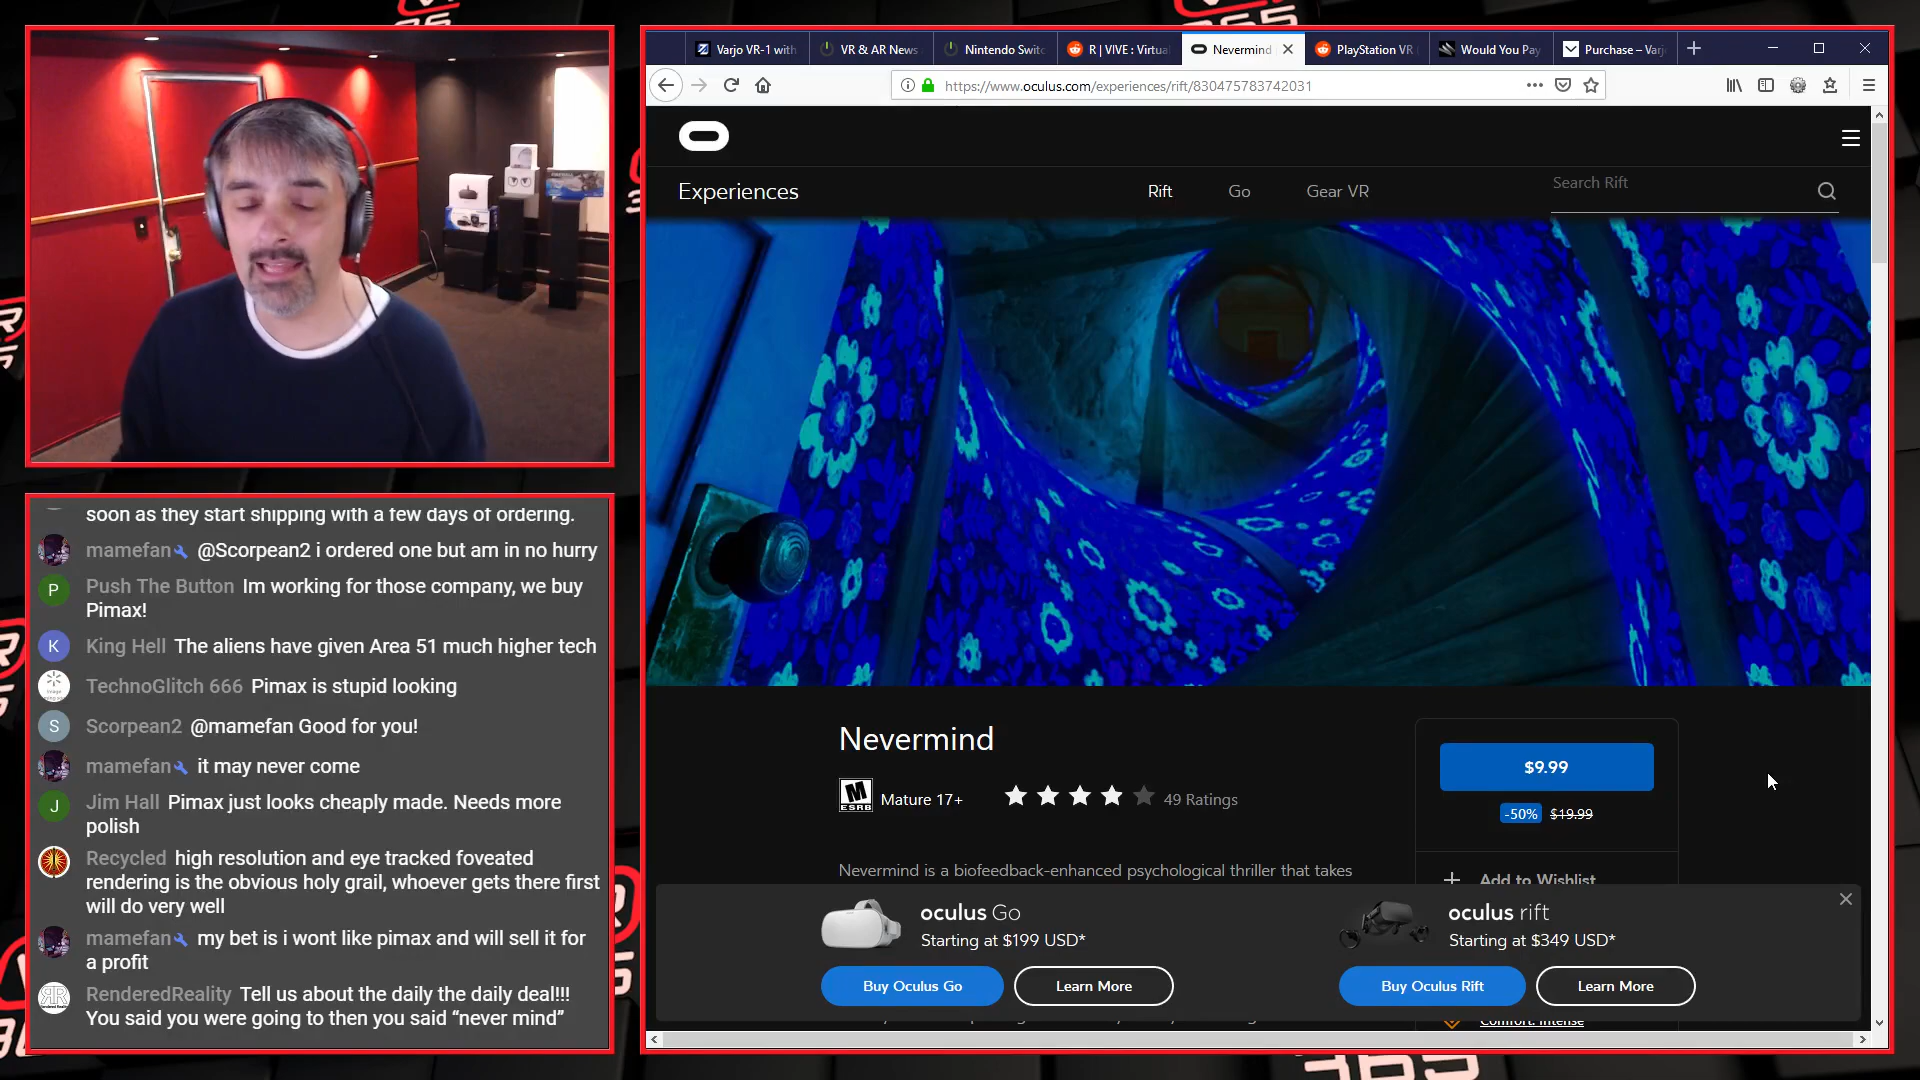 Varjo VR-1 with
VR & AR News
Nintendo Switc
R | VIVE : Virtua
Nevermind
PlayStation VR
Would You Pay
Purchase – Varj
https://www.oculus.com/experiences/rift/830475783742031
Experiences
Rift
Go
Gear VR
Search Rift
Nevermind
Mature 17+
49 Ratings
$9.99
-50% $19.99
Add to Wishlist
Nevermind is a biofeedback-enhanced psychological thriller that takes
oculus Go
Starting at $199 USD*
Buy Oculus Go
Learn More
oculus rift
Starting at $349 USD*
Buy Oculus Rift
Learn More
Comfort: Intense
soon as they start shipping with a few days of ordering.
mamefan @Scorpean2 i ordered one but am in no hurry
P Push The Button Im working for those company, we buy
Pimax!
K King Hell The aliens have given Area 51 much higher tech
TechnoGlitch 666 Pimax is stupid looking
S Scorpean2 @mamefan Good for you!
mamefan it may never come
J Jim Hall Pimax just looks cheaply made. Needs more
polish
Recycled high resolution and eye tracked foveated
rendering is the obvious holy grail, whoever gets there first
will do very well
mamefan my bet is i wont like pimax and will sell it for
a profit
RenderedReality Tell us about the daily the daily deal!!!
You said you were going to then you said “never mind”